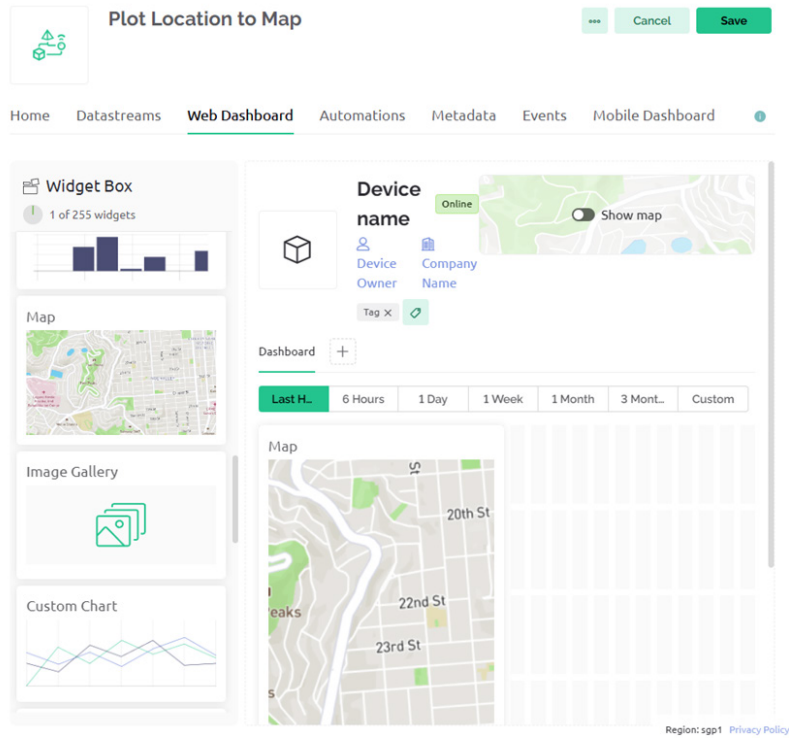 Plot Location to Map
Cancel
Save
Home
Datastreams
Web Dashboard
Automations
Metadata
Events
Mobile Dashboard
Widget Box
1 of 255 widgets
Map
Image Gallery
Custom Chart
Device
name
Online
Show map
Device
Owner
Company
Name
Tag
Dashboard
Last H...
6 Hours
1 Day
1 Week
1 Month
3 Mont...
Custom
Map
St
20th St
22nd St
eaks
23rd St
s
Region: sgp1
Privacy Policy